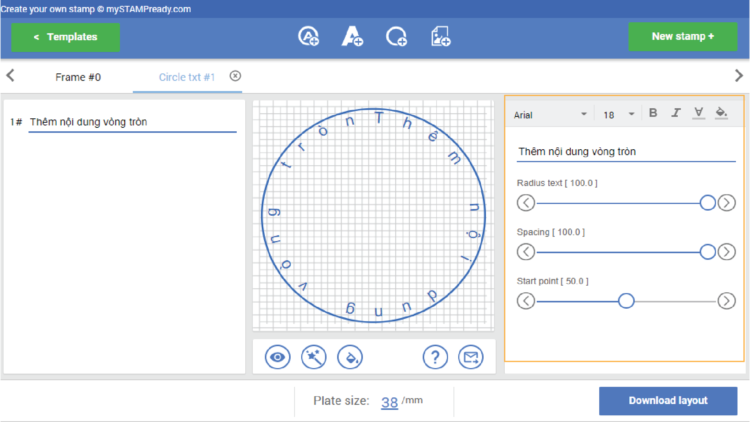 Create your own stamp © mySTAMPready.com
< Templates
New stamp +
Frame #0
Circle txt #1
1# Thêm nội dung vòng tròn
Thêm nội dung vòng tròn
Arial
18
B I A
Thêm nội dung vòng tròn
Radius text [ 100.0 ]
Spacing [ 100.0 ]
Start point [ 50.0 ]
?
Plate size: 38 /mm
Download layout